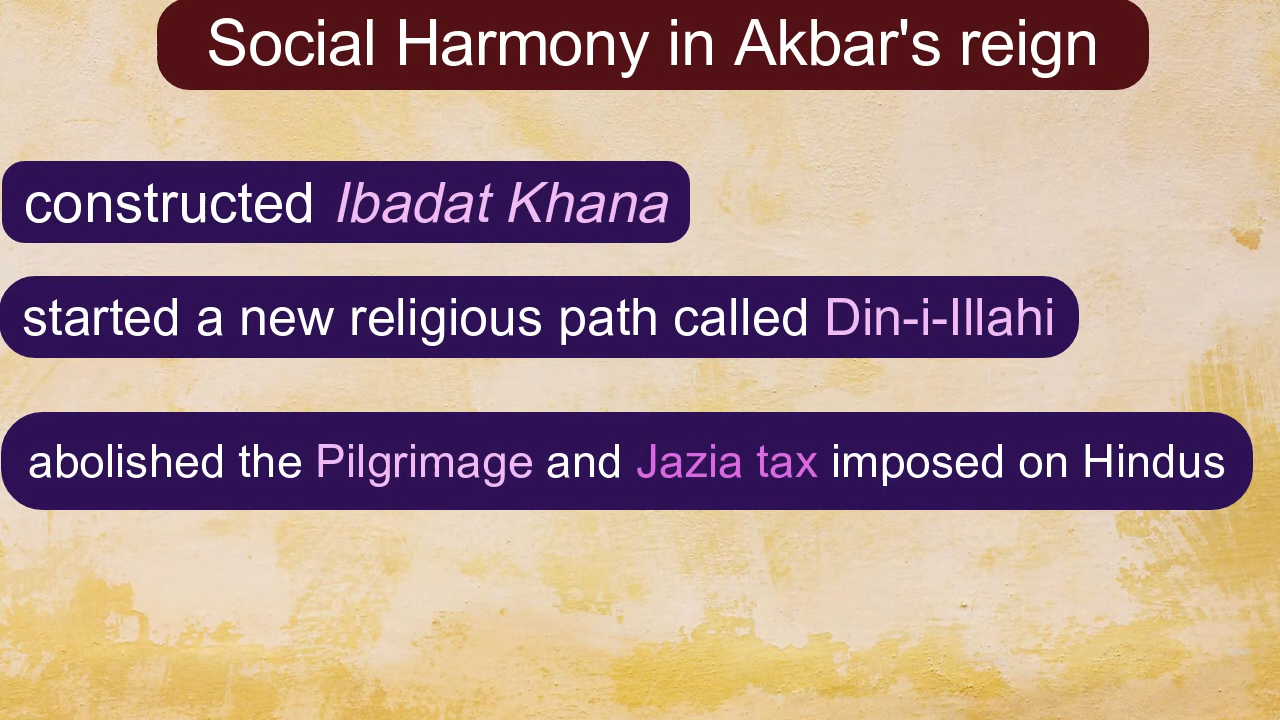 Social Harmony in Akbar's reign
constructed Ibadat Khana
started a new religious path called Din-i-Illahi
abolished the Pilgrimage and Jazia tax imposed on Hindus